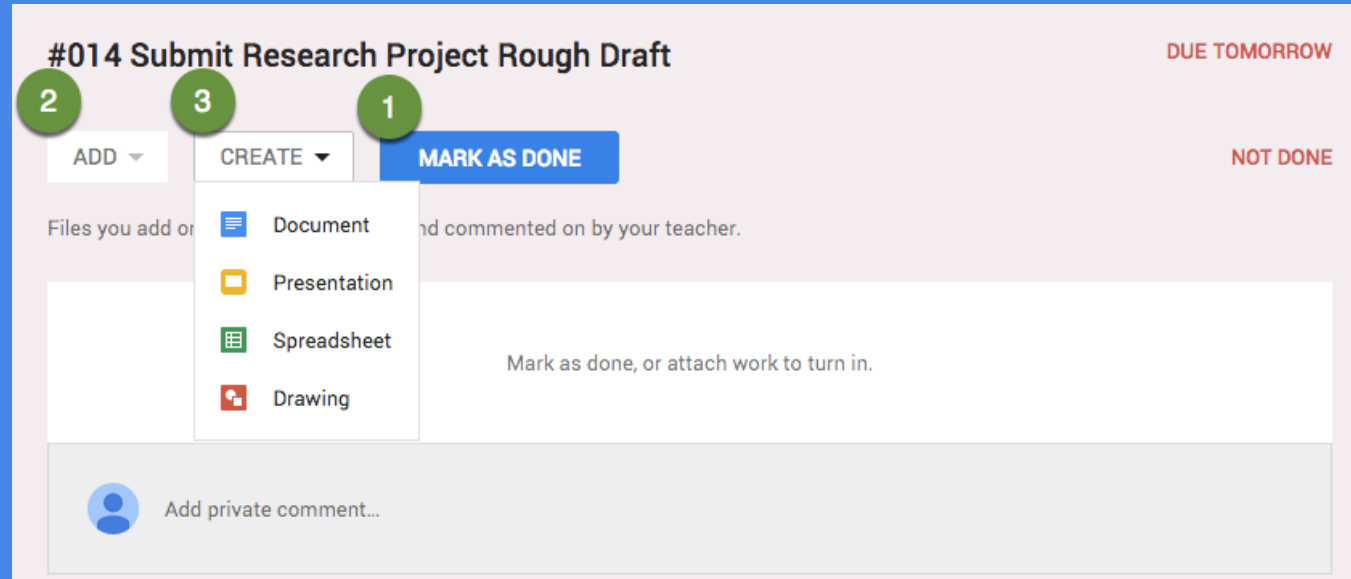 #014 Submit Research Project Rough Draft
DUE TOMORROW
2
3
1
ADD
CREATE
MARK AS DONE
NOT DONE
Files you add or
nd commented on by your teacher.
Document
Presentation
Spreadsheet
Drawing
Mark as done, or attach work to turn in.
Add private comment...